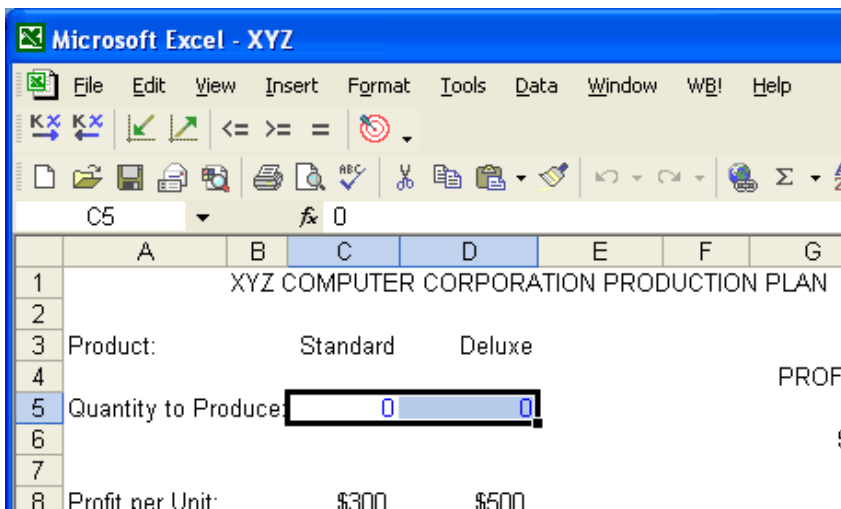 Microsoft Excel - XYZ
File Edit View Insert Format Tools Data Window WB! Help
<= >= =
ABC Σ
C5 fx 0
A B C D E F G
1 XYZ COMPUTER CORPORATION PRODUCTION PLAN
2
3 Product: Standard Deluxe
4 PROF
5 Quantity to Produce: 0 0
6 $
7
8 Profit per Unit: $300 $500